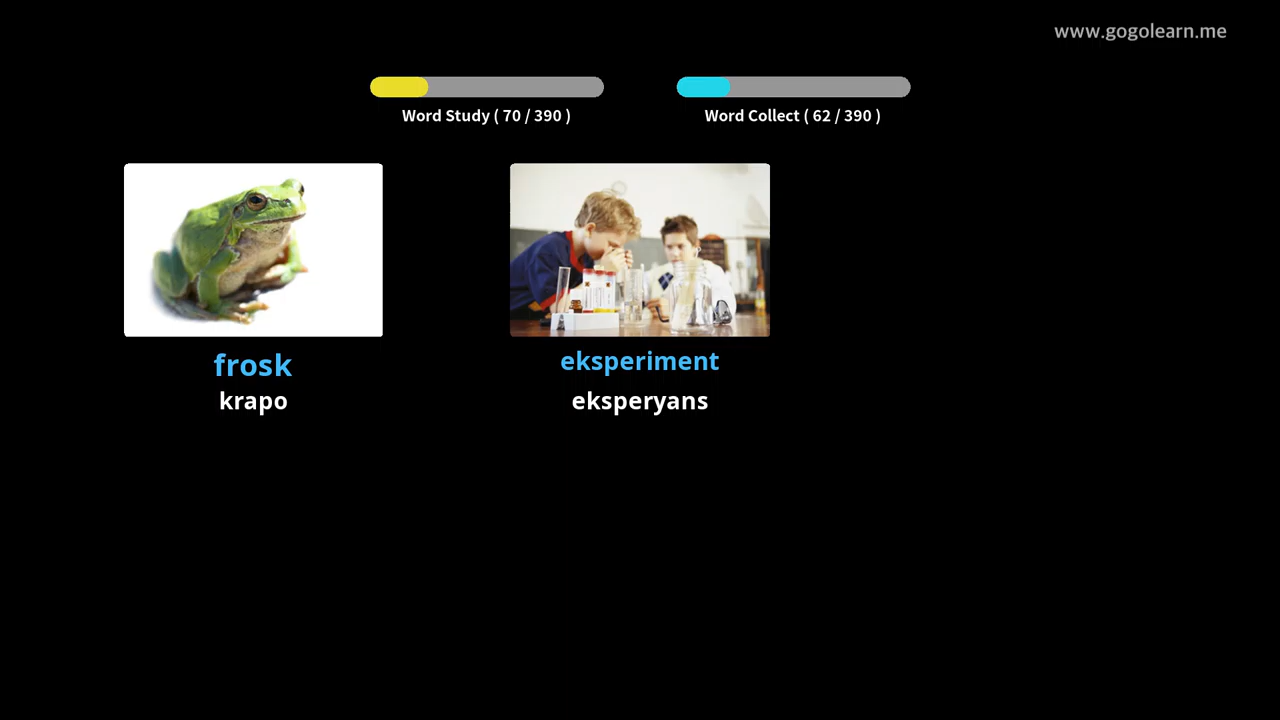 www.gogolearn.me
Word Study ( 70 / 390 )
Word Collect ( 62 / 390 )
frosk
krapo
eksperiment
eksperyans